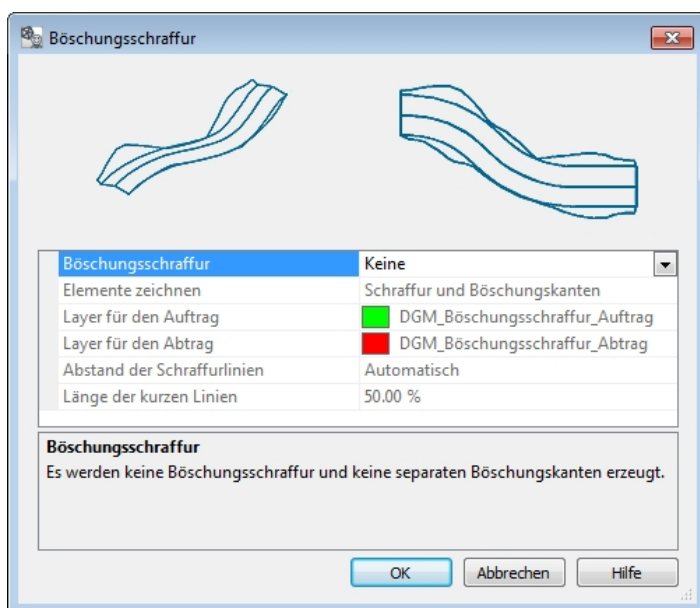 Böschungsschraffur
Böschungsschraffur Keine
Elemente zeichnen Schraffur und Böschungskanten
Layer für den Auftrag DGM_Böschungsschraffur_Auftrag
Layer für den Abtrag DGM_Böschungsschraffur_Abtrag
Abstand der Schraffurlinien Automatisch
Länge der kurzen Linien 50.00 %
Böschungsschraffur
Es werden keine Böschungsschraffur und keine separaten Böschungskanten erzeugt.
OK Abbrechen Hilfe